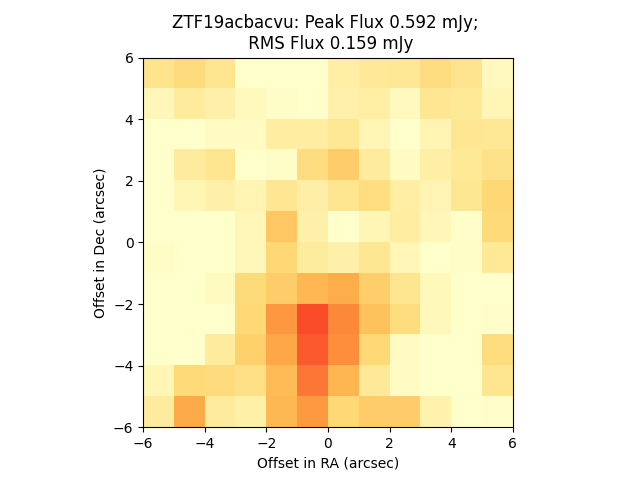 ZTF19acbacvu: Peak Flux 0.592 mJy;
RMS Flux 0.159 mJy
6
4
2
0
−2
−4
−6
Offset in Dec (arcsec)
−6 −4 −2 0 2 4 6
Offset in RA (arcsec)